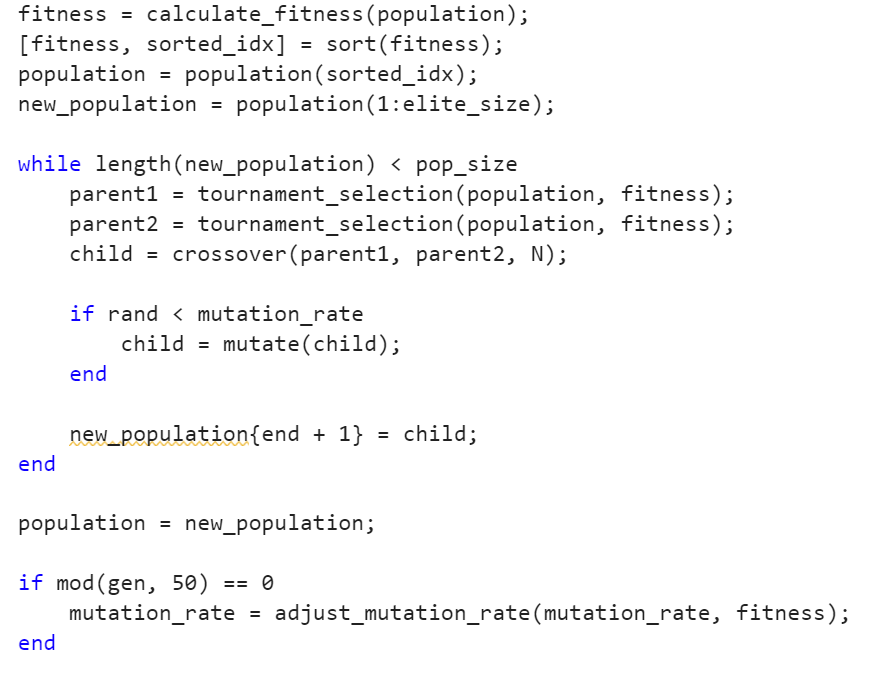 fitness = calculate_fitness(population);
[fitness, sorted_idx] = sort(fitness);
population = population(sorted_idx);
new_population = population(1:elite_size);
while length(new_population) < pop_size
parent1 = tournament_selection(population, fitness);
parent2 = tournament_selection(population, fitness);
child = crossover(parent1, parent2, N);
if rand < mutation_rate
child = mutate(child);
end
new_population{end + 1} = child;
end
population = new_population;
if mod(gen, 50) == 0
mutation_rate = adjust_mutation_rate(mutation_rate, fitness);
end